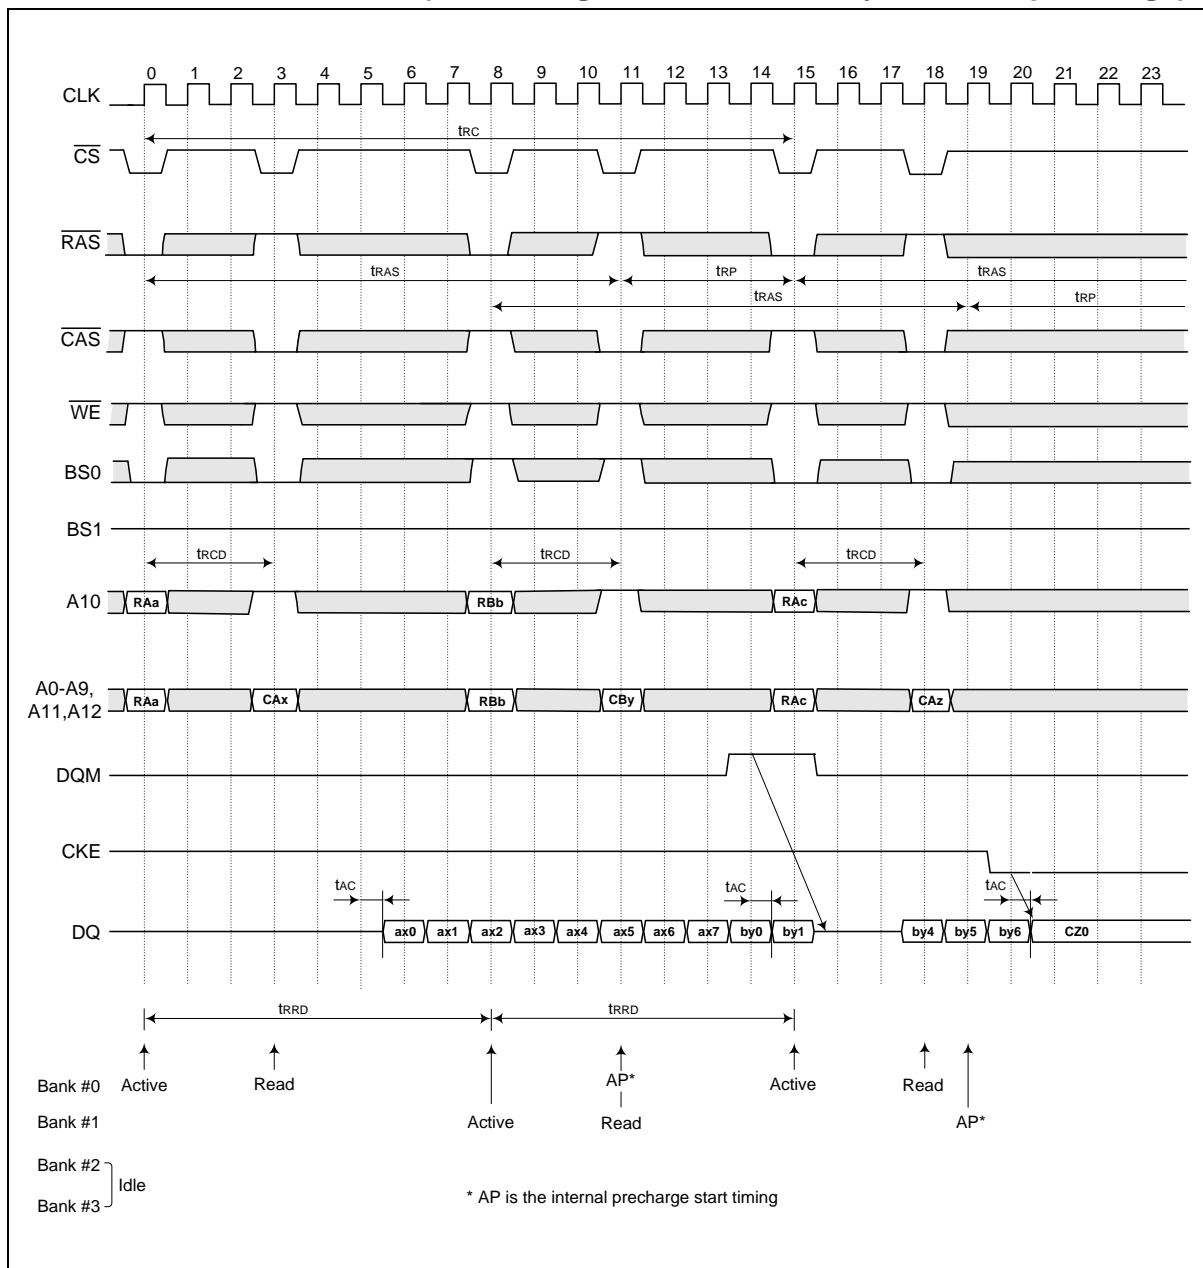 0 1 2 3 4 5 6 7 8 9 10 11 12 13 14 15 16 17 18 19 20 21 22 23
CLK
tRC
CS
RAS
tRAS tRP tRAS
tRAS tRP
CAS
WE
BS0
BS1
tRCD tRCD tRCD
A10 RAa RBb RAc
A0-A9,
A11,A12 RAa CAx RBb CBy RAc CAz
DQM
CKE
tAC tAC tAC
DQ ax0 ax1 ax2 ax3 ax4 ax5 ax6 ax7 by0 by1 by4 by5 by6 CZ0
tRRD tRRD
Bank #0 Active Read AP* Active Read
Bank #1 Active Read AP*
Bank #2
Idle
Bank #3
* AP is the internal precharge start timing